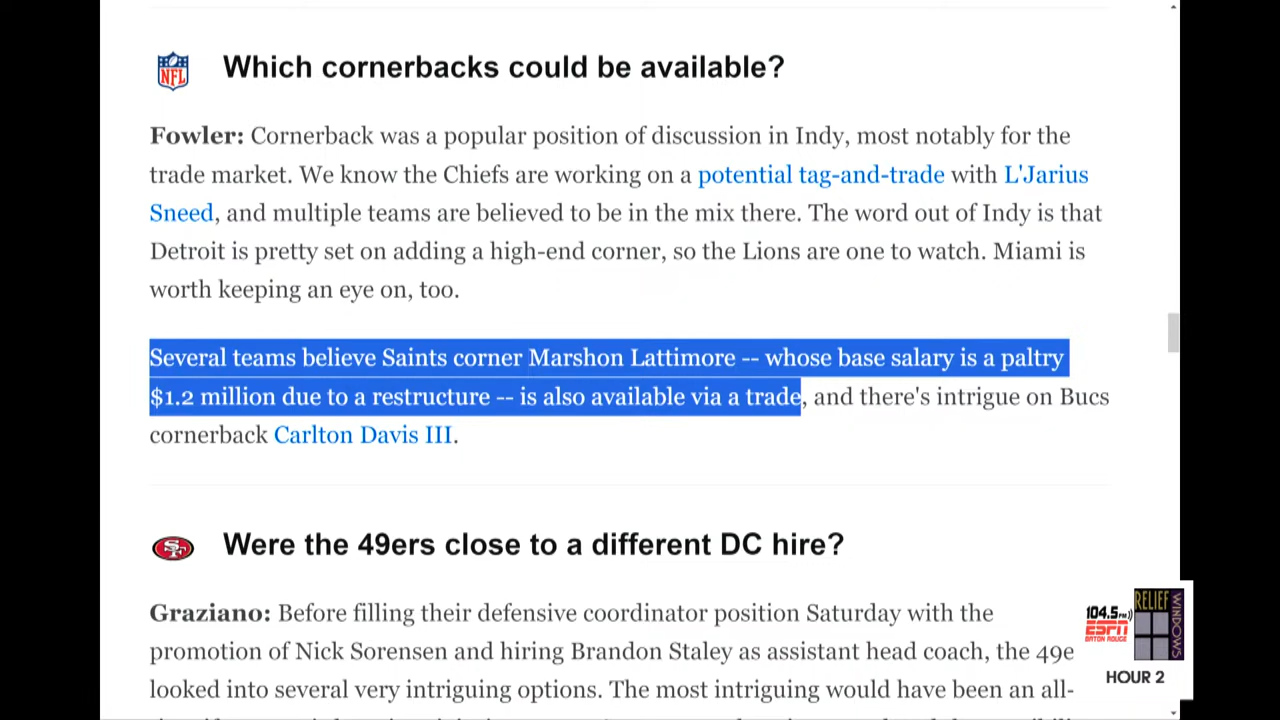 NFL
Which cornerbacks could be available?
Fowler: Cornerback was a popular position of discussion in Indy, most notably for the
trade market. We know the Chiefs are working on a potential tag-and-trade with L'Jarius
Sneed, and multiple teams are believed to be in the mix there. The word out of Indy is that
Detroit is pretty set on adding a high-end corner, so the Lions are one to watch. Miami is
worth keeping an eye on, too.
Several teams believe Saints corner Marshon Lattimore -- whose base salary is a paltry
$1.2 million due to a restructure -- is also available via a trade, and there's intrigue on Bucs
cornerback Carlton Davis III.
SF
Were the 49ers close to a different DC hire?
Graziano: Before filling their defensive coordinator position Saturday with the
promotion of Nick Sorensen and hiring Brandon Staley as assistant head coach, the 49e
looked into several very intriguing options. The most intriguing would have been an all-
104.5 FM
ESPN
BATON ROUGE
RELIEF
WINDOWS
HOUR 2